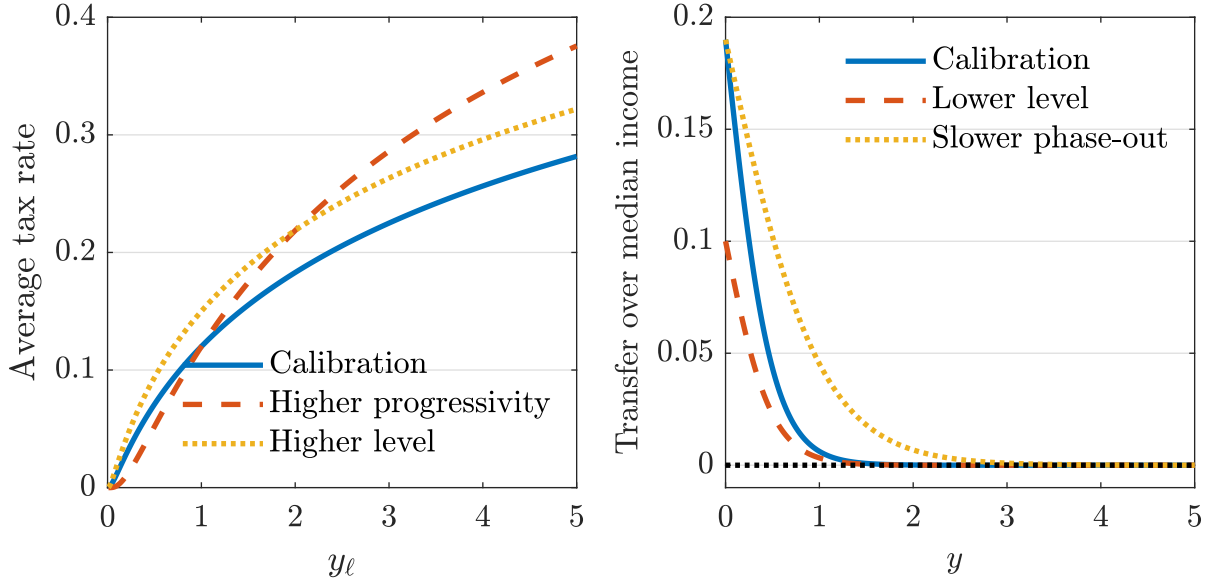 Average tax rate
0.4
0.3
0.2
0.1
0
0 1 2 3 4 5
y_ℓ
Calibration
Higher progressivity
Higher level
Transfer over median income
0.2
0.15
0.1
0.05
0
0 1 2 3 4 5
y
Calibration
Lower level
Slower phase-out